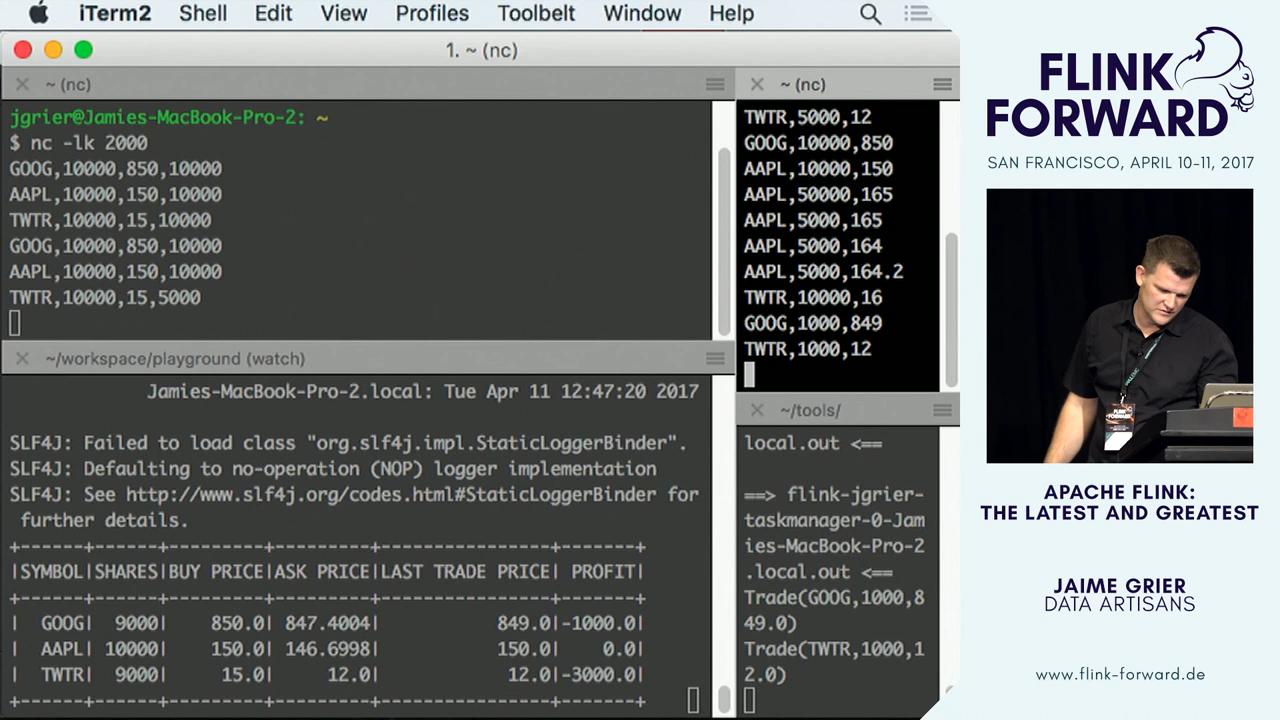 iTerm2 Shell Edit View Profiles Toolbelt Window Help
1. ~ (nc)
~ (nc)
jgrier@Jamies-MacBook-Pro-2: ~
$ nc -lk 2000
GOOG,10000,850,10000
AAPL,10000,150,10000
TWTR,10000,15,10000
GOOG,10000,850,10000
AAPL,10000,150,10000
TWTR,10000,15,5000
~/workspace/playground (watch)
Jamies-MacBook-Pro-2.local: Tue Apr 11 12:47:20 2017
SLF4J: Failed to load class "org.slf4j.impl.StaticLoggerBinder".
SLF4J: Defaulting to no-operation (NOP) logger implementation
SLF4J: See http://www.slf4j.org/codes.html#StaticLoggerBinder for
further details.
+------+------+---------+---------+----------------+-------+
|SYMBOL|SHARES|BUY PRICE|ASK PRICE|LAST TRADE PRICE| PROFIT|
+------+------+---------+---------+----------------+-------+
|  GOOG|  9000|    850.0| 847.4004|           849.0|-1000.0|
|  AAPL| 10000|    150.0| 146.6998|           150.0|    0.0|
|  TWTR|  9000|     15.0|     12.0|            12.0|-3000.0|
+------+------+---------+---------+----------------+-------+
~ (nc)
TWTR,5000,12
GOOG,10000,850
AAPL,10000,150
AAPL,50000,165
AAPL,5000,165
AAPL,5000,164
AAPL,5000,164.2
TWTR,10000,16
GOOG,1000,849
TWTR,1000,12
~/tools/
local.out <==
==> flink-jgrier-
taskmanager-0-Jam
ies-MacBook-Pro-2
.local.out <==
Trade(GOOG,1000,8
49.0)
Trade(TWTR,1000,1
2.0)
FLINK
FORWARD
SAN FRANCISCO, APRIL 10-11, 2017
APACHE FLINK:
THE LATEST AND GREATEST
JAIME GRIER
DATA ARTISANS
www.flink-forward.de